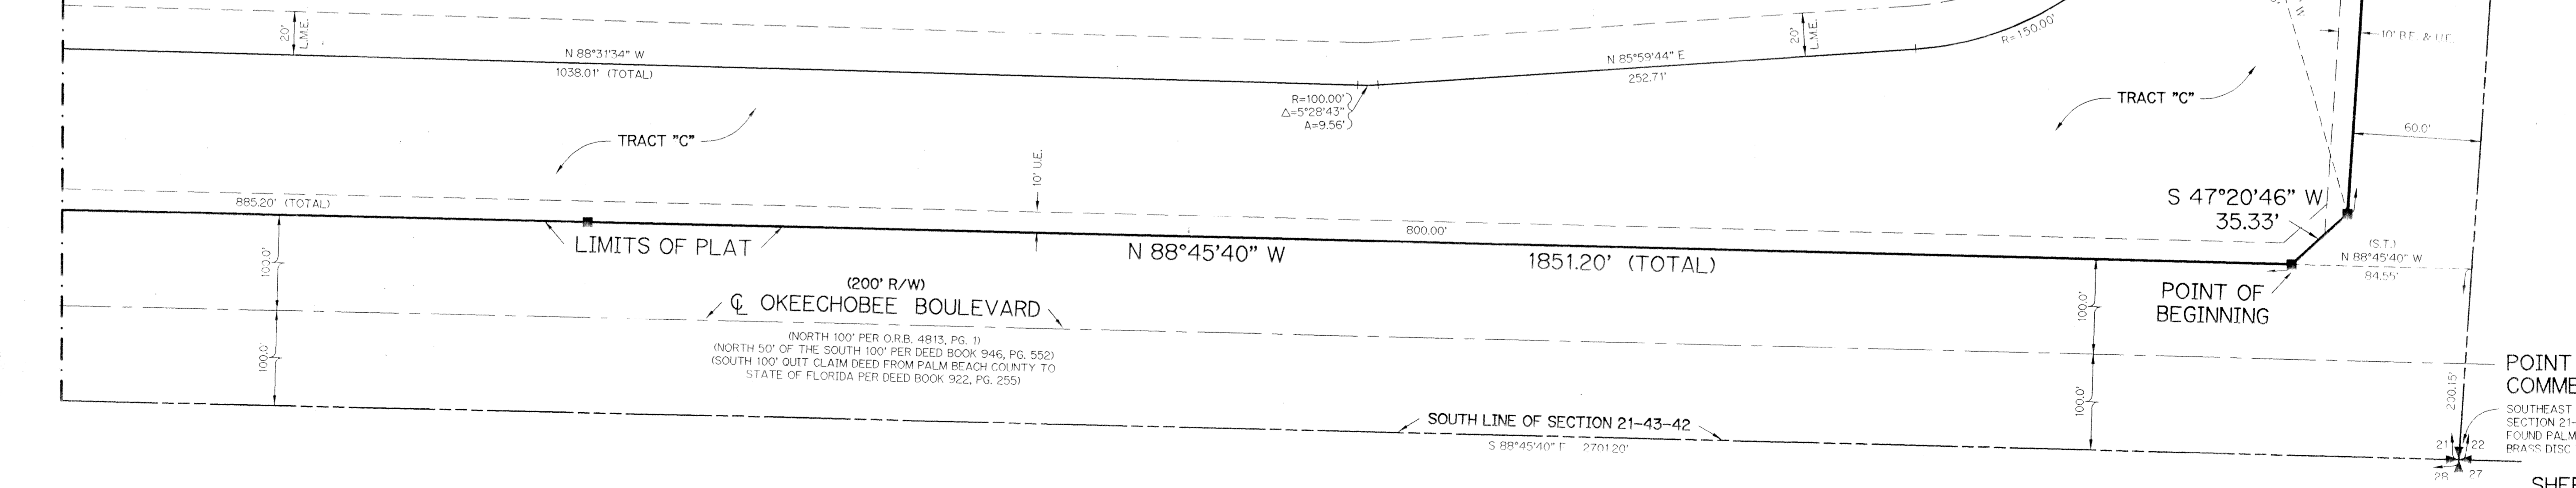 20'
L.M.E.
N 88°31'34" W
1038.01' (TOTAL)
R=100.00'
Δ=5°28'43"
A=9.56'
N 85°59'44" E
252.71'
20'
L.M.E.
R=150.00'
10' B.E. & U.E.
TRACT "C"
TRACT "C"
60.0'
10' U.E.
885.20' (TOTAL)
LIMITS OF PLAT
800.00'
N 88°45'40" W
1851.20' (TOTAL)
S 47°20'46" W
35.33'
(S.T.)
N 88°45'40" W
84.55'
POINT OF
BEGINNING
100.0'
100.0'
(200' R/W)
℄ OKEECHOBEE BOULEVARD
(NORTH 100' PER O.R.B. 4813, PG. 1)
(NORTH 50' OF THE SOUTH 100' PER DEED BOOK 946, PG. 552)
(SOUTH 100' QUIT CLAIM DEED FROM PALM BEACH COUNTY TO
STATE OF FLORIDA PER DEED BOOK 922, PG. 255)
100.0'
100.0'
200.15'
POINT
COMME
SOUTHEAST
SECTION 21-
FOUND PALM
BRASS DISC
SOUTH LINE OF SECTION 21-43-42
S 88°45'40" E 2701.20'
21
22
28
27